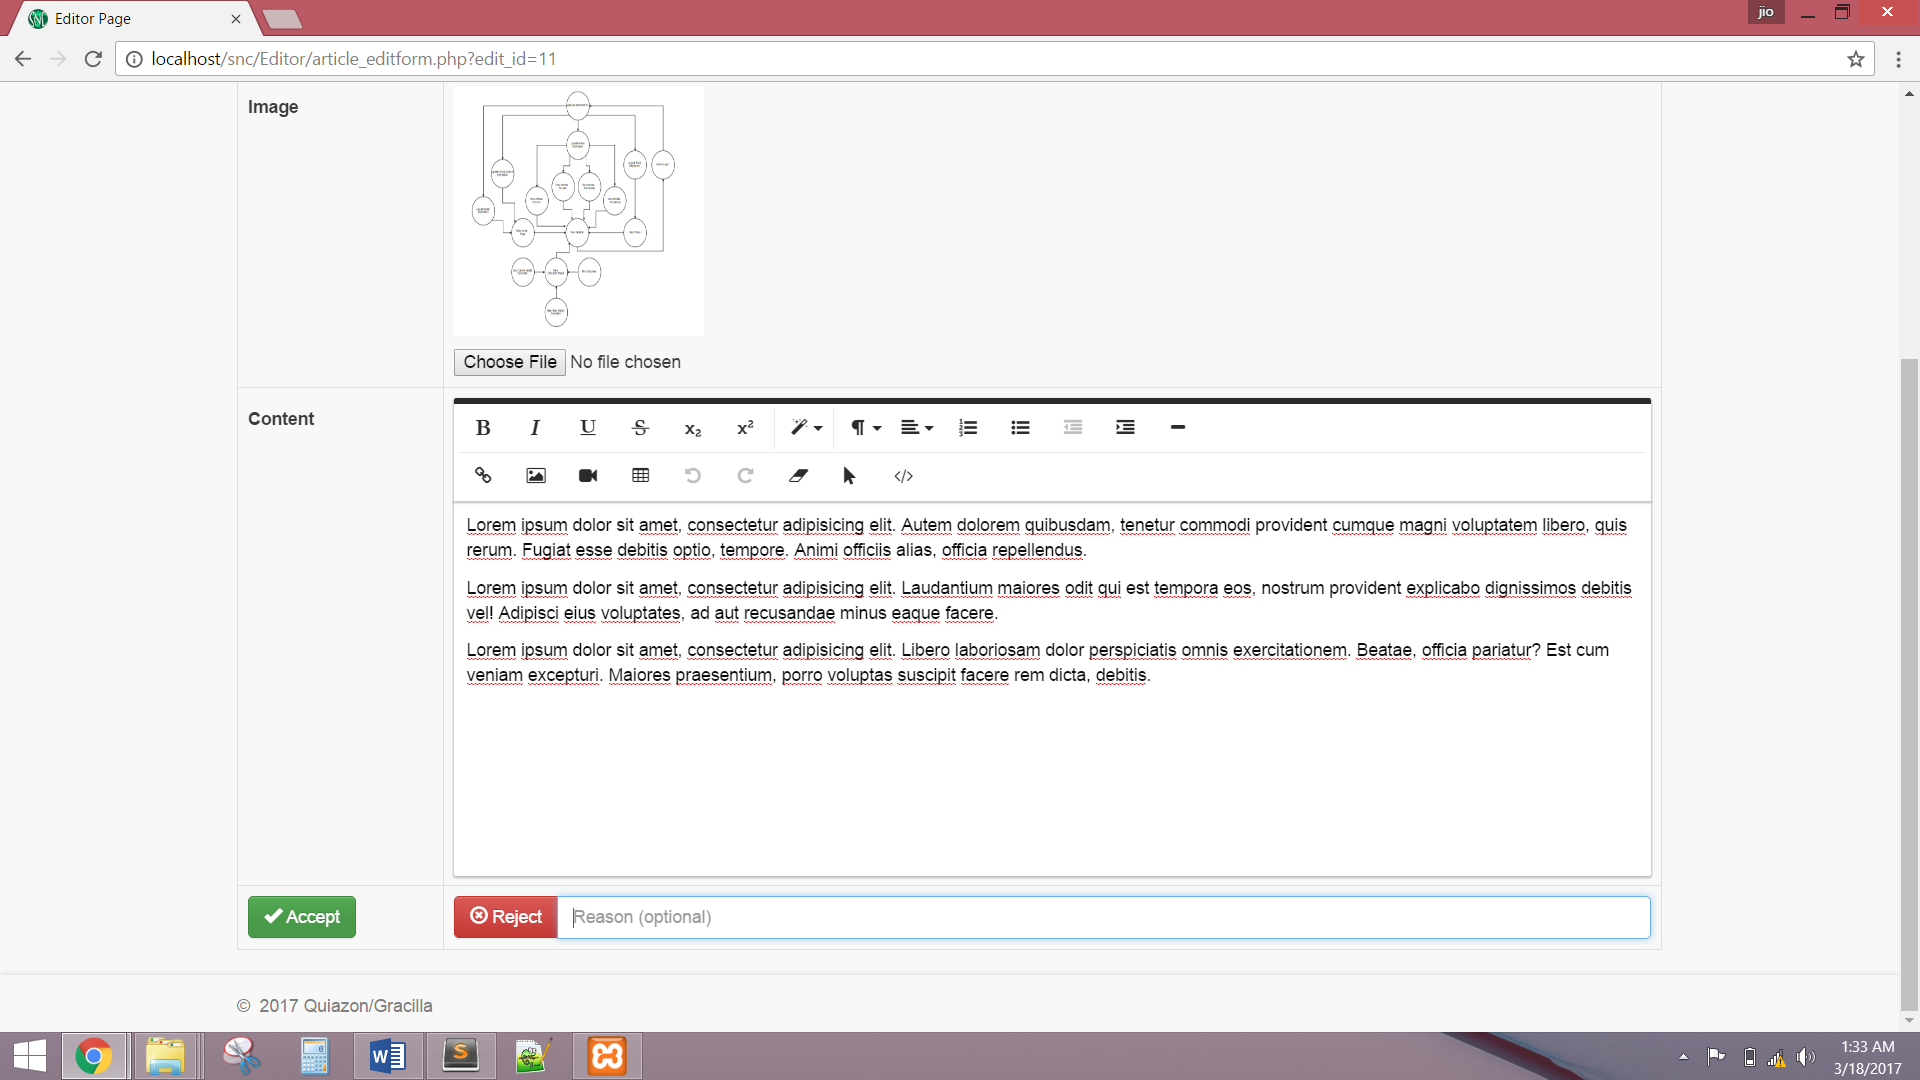 Editor Page
jio
localhost/snc/Editor/article_editform.php?edit_id=11
Image
Choose File No file chosen
Content
B I U S x₂ x²
Lorem ipsum dolor sit amet, consectetur adipisicing elit. Autem dolorem quibusdam, tenetur commodi provident cumque magni voluptatem libero, quis
rerum. Fugiat esse debitis optio, tempore. Animi officiis alias, officia repellendus.
Lorem ipsum dolor sit amet, consectetur adipisicing elit. Laudantium maiores odit qui est tempora eos, nostrum provident explicabo dignissimos debitis
vel! Adipisci eius voluptates, ad aut recusandae minus eaque facere.
Lorem ipsum dolor sit amet, consectetur adipisicing elit. Libero laboriosam dolor perspiciatis omnis exercitationem. Beatae, officia pariatur? Est cum
veniam excepturi. Maiores praesentium, porro voluptas suscipit facere rem dicta, debitis.
Accept
Reject Reason (optional)
© 2017 Quiazon/Gracilla
1:33 AM
3/18/2017